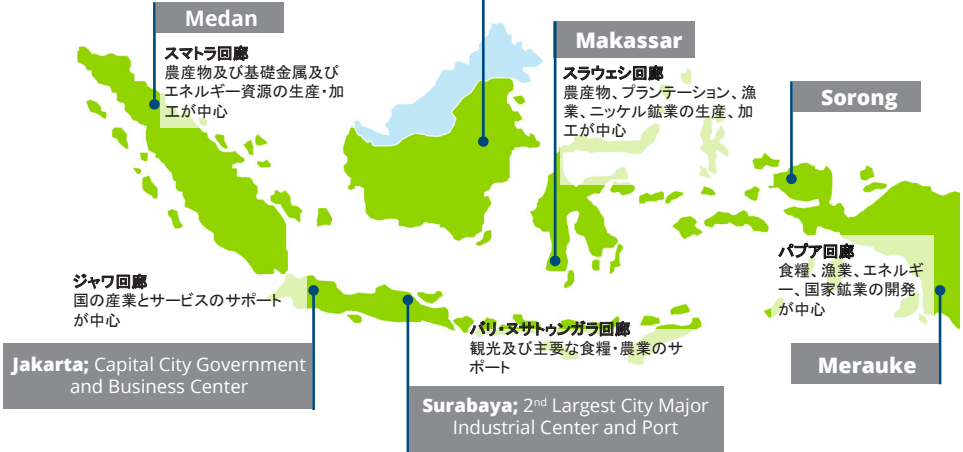 Medan
スマトラ回廊
農産物及び基礎金属及び
エネルギー資源の生産・加
工が中心
Makassar
スラウェシ回廊
農産物、プランテーション、漁
業、ニッケル鉱業の生産、加
工が中心
Sorong
ジャワ回廊
国の産業とサービスのサポート
が中心
パプア回廊
食糧、漁業、エネルギ
ー、国家鉱業の開発
が中心
バリ・ヌサトゥンガラ回廊
観光及び主要な食糧・農業のサ
ポート
Jakarta; Capital City Government
and Business Center
Merauke
Surabaya; 2nd Largest City Major
Industrial Center and Port